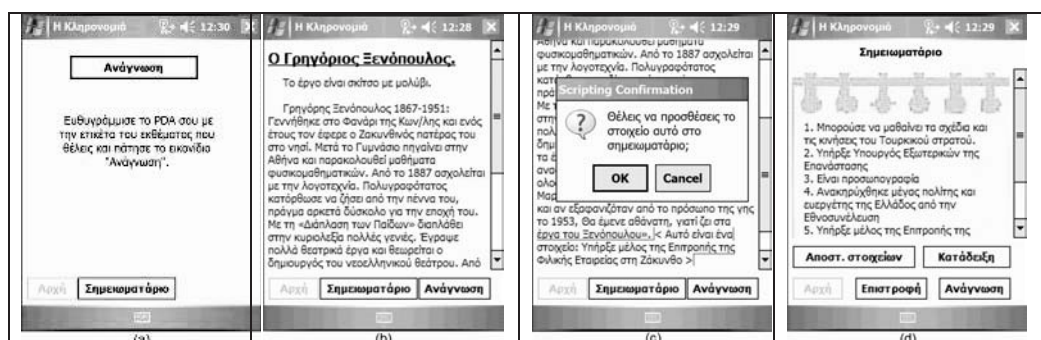 Η Κληρονομιά 12:30
Ανάγνωση
Ευθυγράμμισε το PDA σου με
την ετικέτα του εκθέματος που
θέλεις και πάτησε το εικονίδιο
"Ανάγνωση".
Αρχή Σημειωματάριο
(a)
Η Κληρονομιά 12:28
Ο Γρηγόριος Ξενόπουλος.
Το έργο είναι σκίτσο με μολύβι.
Γρηγόρης Ξενόπουλος 1867-1951:
Γεννήθηκε στο Φανάρι της Κων/λης και ενός
έτους τον έφερε ο Ζακυνθινός πατέρας του
στο νησί. Μετά το Γυμνάσιο πηγαίνει στην
Αθήνα και παρακολουθεί μαθήματα
φυσικομαθηματικών. Από το 1887 ασχολείται
με την λογοτεχνία. Πολυγραφότατος
κατόρθωσε να ζήσει από την πέννα του,
πράγμα αρκετά δύσκολο για την εποχή του.
Με τη «Διάπλαση των Παίδων» διαπλάθει
στην κυριολεξία πολλές γενιές. Έγραψε
πολλά θεατρικά έργα και θεωρείται ο
δημιουργός του νεοελληνικού θεάτρου. Από
Αρχή Σημειωματάριο Ανάγνωση
(b)
Η Κληρονομιά 12:29
Αθήνα και παρακολουθεί μαθήματα
φυσικομαθηματικών. Από το 1887 ασχολείται
με την λογοτεχνία. Πολυγραφότατος
Scripting Confirmation
Θέλεις να προσθέσεις το
στοιχείο αυτό στο
σημειωματάριο;
OK Cancel
και αν εξαφανιζόταν από το πρόσωπο της γης
το 1953, θα έμενε αθάνατη, γιατί ζει στα
έργα του Ξενόπουλου». < Αυτό είναι ένα
στοιχείο: Υπήρξε μέλος της Επιτροπής της
Φιλικής Εταιρείας στη Ζάκυνθο >
Αρχή Σημειωματάριο Ανάγνωση
(c)
Η Κληρονομιά 12:29
Σημειωματάριο
1. Μπορούσε να μαθαίνει τα σχέδια και
τις κινήσεις του Τουρκικού στρατού.
2. Υπήρξε Υπουργός Εξωτερικών της
Επανάστασης
3. Είναι προσωπογραφία
4. Ανακηρύχθηκε μέγας πολίτης και
ευεργέτης της Ελλάδος από την
Εθνοσυνέλευση
5. Υπήρξε μέλος της Επιτροπής της
Αποστ. στοιχείων Κατάδειξη
Αρχή Επιστροφή Ανάγνωση
(d)